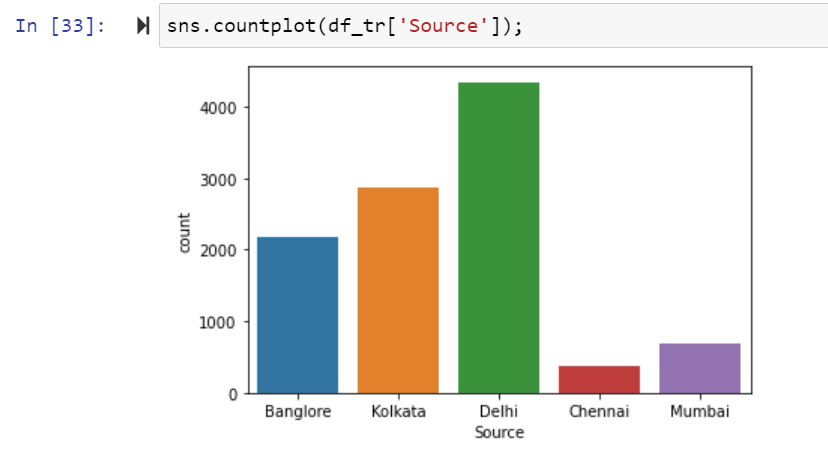 In [33]: sns.countplot(df_tr['Source']);
4000
3000
2000
1000
0
count
Banglore Kolkata Delhi Chennai Mumbai
Source